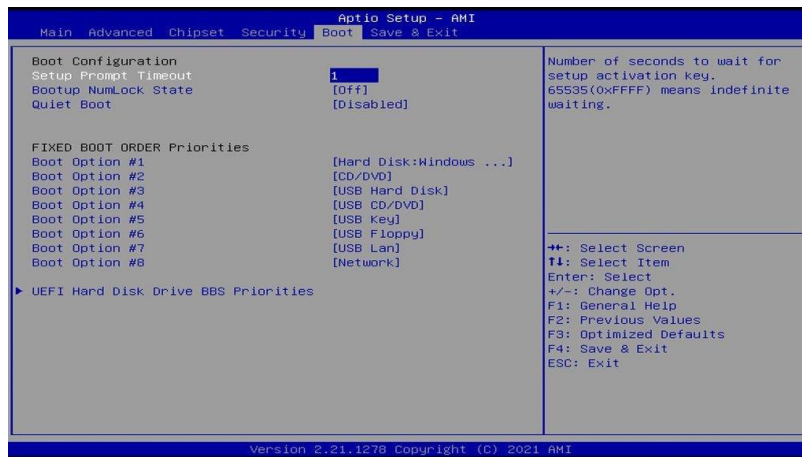 Aptio Setup - AMI
Main Advanced Chipset Security Boot Save & Exit
Boot Configuration
Setup Prompt Timeout 1
Bootup NumLock State [Off]
Quiet Boot [Disabled]
FIXED BOOT ORDER Priorities
Boot Option #1 [Hard Disk:Windows ...]
Boot Option #2 [CD/DVD]
Boot Option #3 [USB Hard Disk]
Boot Option #4 [USB CD/DVD]
Boot Option #5 [USB Key]
Boot Option #6 [USB Floppy]
Boot Option #7 [USB Lan]
Boot Option #8 [Network]
▶ UEFI Hard Disk Drive BBS Priorities
Number of seconds to wait for
setup activation key.
65535(0xFFFF) means indefinite
waiting.
→←: Select Screen
↑↓: Select Item
Enter: Select
+/-: Change Opt.
F1: General Help
F2: Previous Values
F3: Optimized Defaults
F4: Save & Exit
ESC: Exit
Version 2.21.1278 Copyright (C) 2021 AMI